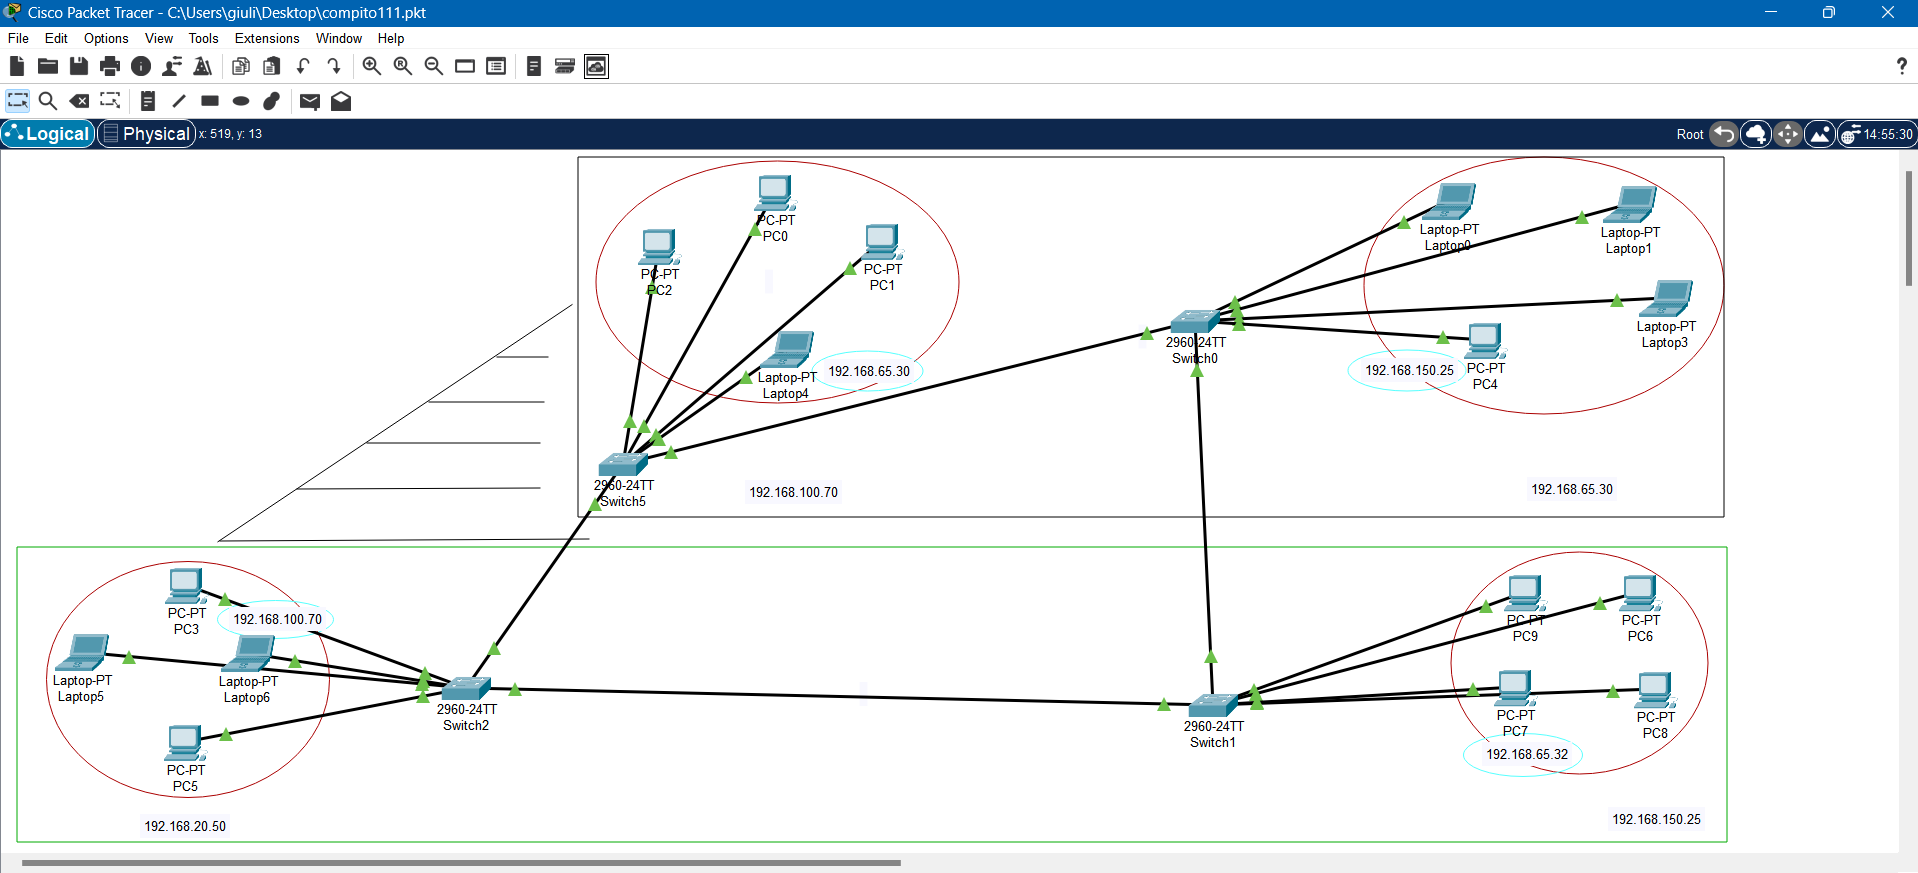 Cisco Packet Tracer - C:\Users\giuli\Desktop\compito111.pkt
File Edit Options View Tools Extensions Window Help
?
Logical Physical x: 519, y: 13
Root 14:55:30
PC-PT
PC0
PC-PT
PC2
PC-PT
PC1
Laptop-PT
Laptop4
192.168.65.30
2960-24TT
Switch5
192.168.100.70
Laptop-PT
Laptop0
Laptop-PT
Laptop1
Laptop-PT
Laptop3
2960-24TT
Switch0
192.168.150.25
PC-PT
PC4
192.168.65.30
PC-PT
PC3
192.168.100.70
Laptop-PT
Laptop5
Laptop-PT
Laptop6
PC-PT
PC5
2960-24TT
Switch2
192.168.20.50
2960-24TT
Switch1
PC-PT
PC9
PC-PT
PC6
PC-PT
PC7
PC-PT
PC8
192.168.65.32
192.168.150.25